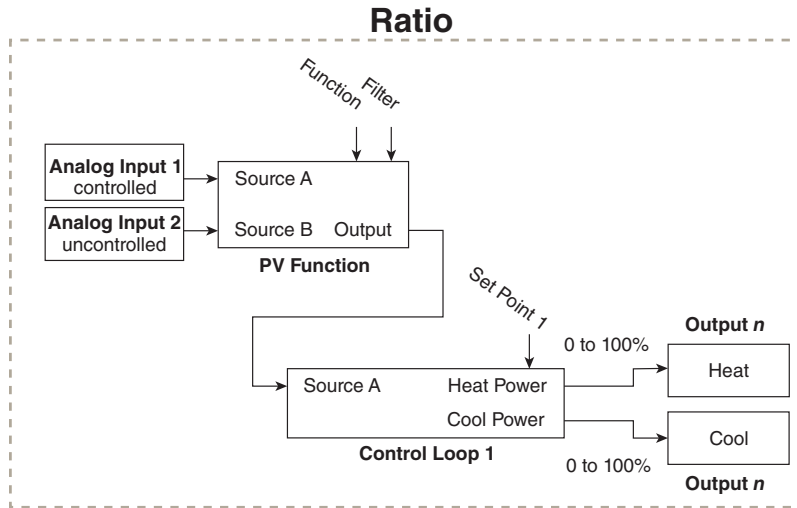 Ratio
Function
Filter
Analog Input 1
controlled
Analog Input 2
uncontrolled
Source A
Source B Output
PV Function
Set Point 1
0 to 100%
Output n
Heat
Source A Heat Power
Cool Power
Control Loop 1
Cool
0 to 100%
Output n